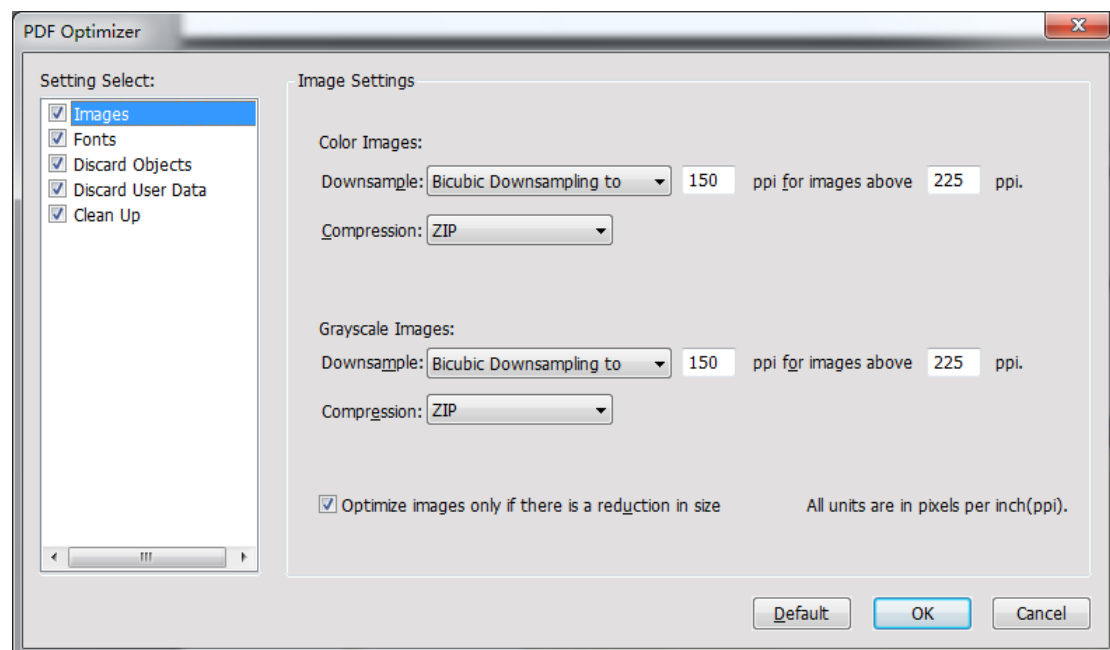 PDF Optimizer
Setting Select:
Images
Fonts
Discard Objects
Discard User Data
Clean Up
Image Settings
Color Images:
Downsample: Bicubic Downsampling to 150 ppi for images above 225 ppi.
Compression: ZIP
Grayscale Images:
Downsample: Bicubic Downsampling to 150 ppi for images above 225 ppi.
Compression: ZIP
Optimize images only if there is a reduction in size All units are in pixels per inch(ppi).
Default OK Cancel